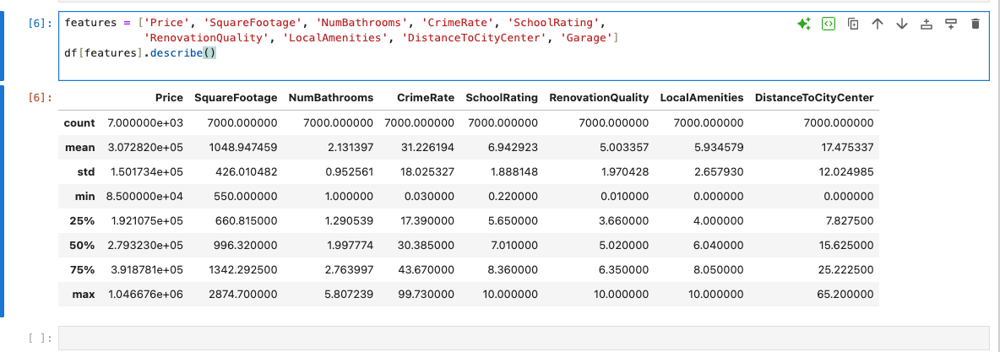 [6]: features = ['Price', 'SquareFootage', 'NumBathrooms', 'CrimeRate', 'SchoolRating',
'RenovationQuality', 'LocalAmenities', 'DistanceToCityCenter', 'Garage']
df[features].describe()
[6]: Price SquareFootage NumBathrooms CrimeRate SchoolRating RenovationQuality LocalAmenities DistanceToCityCenter
count 7.000000e+03 7000.000000 7000.000000 7000.000000 7000.000000 7000.000000 7000.000000 7000.000000
mean 3.072820e+05 1048.947459 2.131397 31.226194 6.942923 5.003357 5.934579 17.475337
std 1.501734e+05 426.010482 0.952561 18.025327 1.888148 1.970428 2.657930 12.024985
min 8.500000e+04 550.000000 1.000000 0.030000 0.220000 0.010000 0.000000 0.000000
25% 1.921075e+05 660.815000 1.290539 17.390000 5.650000 3.660000 4.000000 7.827500
50% 2.793230e+05 996.320000 1.997774 30.385000 7.010000 5.020000 6.040000 15.625000
75% 3.918781e+05 1342.292500 2.763997 43.670000 8.360000 6.350000 8.050000 25.222500
max 1.046676e+06 2874.700000 5.807239 99.730000 10.000000 10.000000 10.000000 65.200000
[ ]: